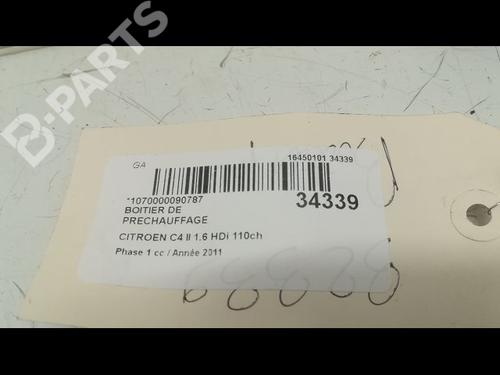 B-PARTS
GA
16450101 34339
*1070000090787
34339
BOITIER DE
PRECHAUFFAGE
CITROEN C4 II 1.6 HDi 110ch
Phase 1 cc / Année 2011